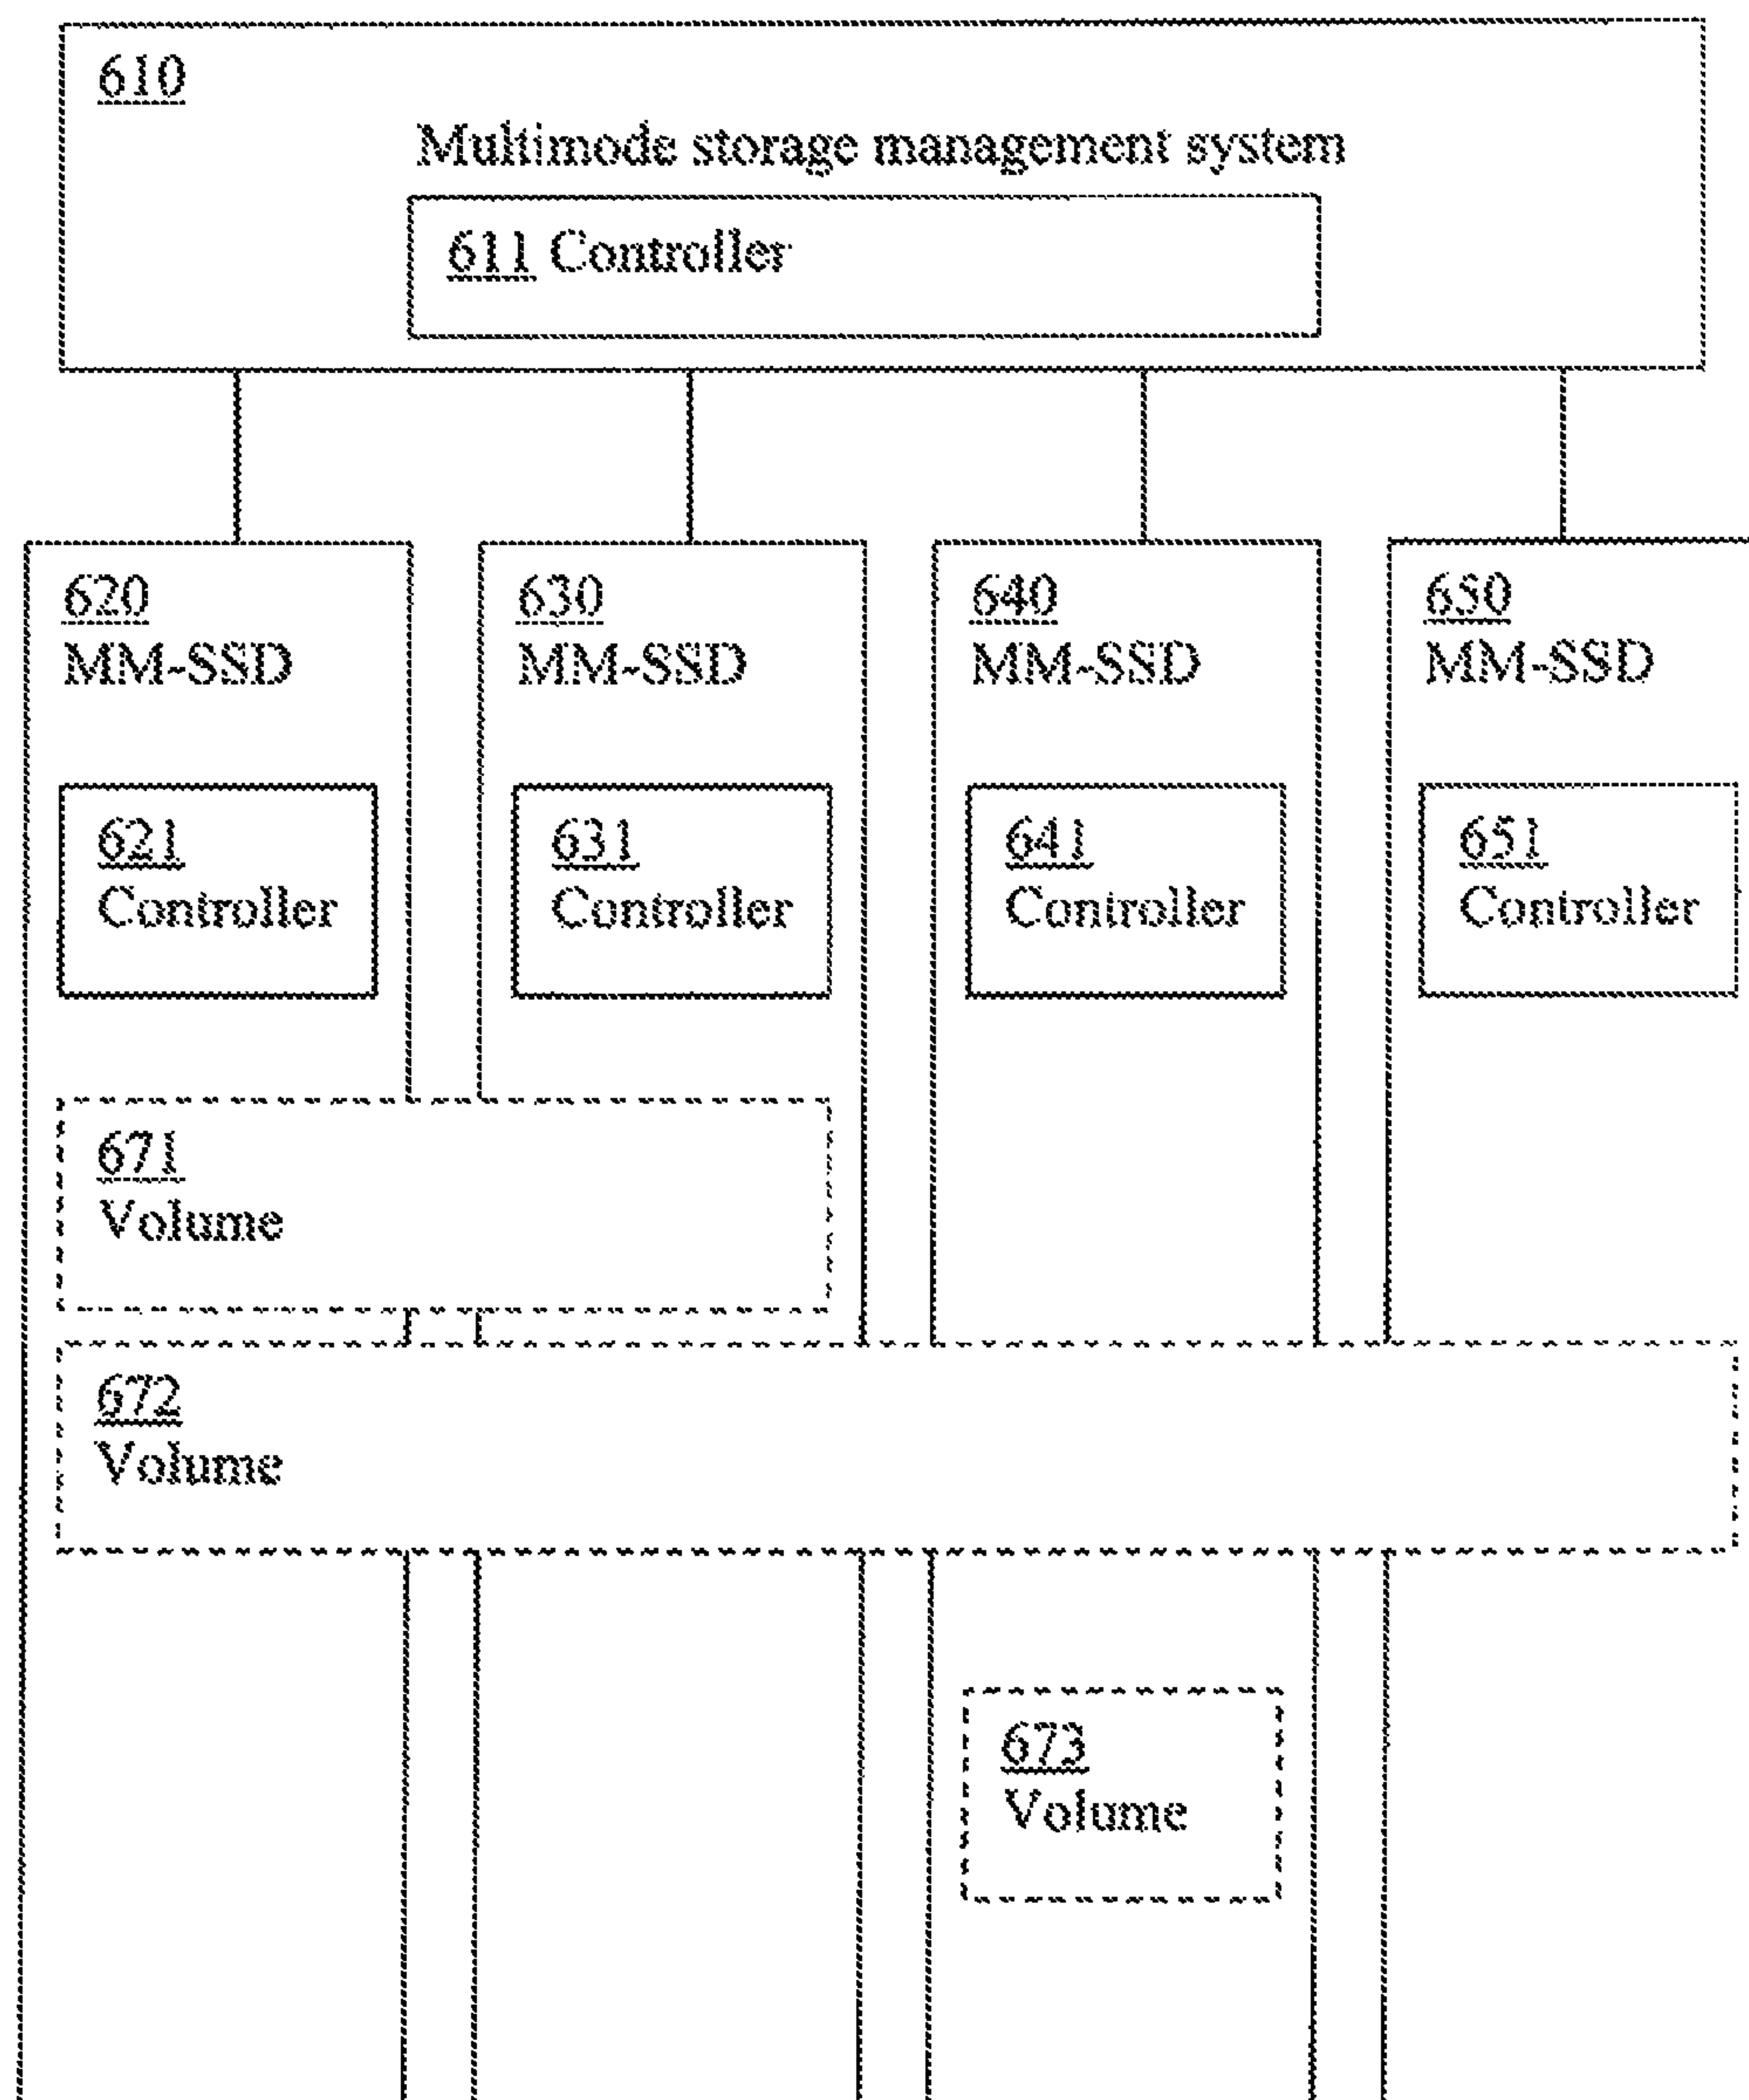 610
Multimode storage management system
611 Controller
620
MM-SSD
630
MM-SSD
640
MM-SSD
650
MM-SSD
621
Controller
631
Controller
641
Controller
651
Controller
671
Volume
672
Volume
673
Volume